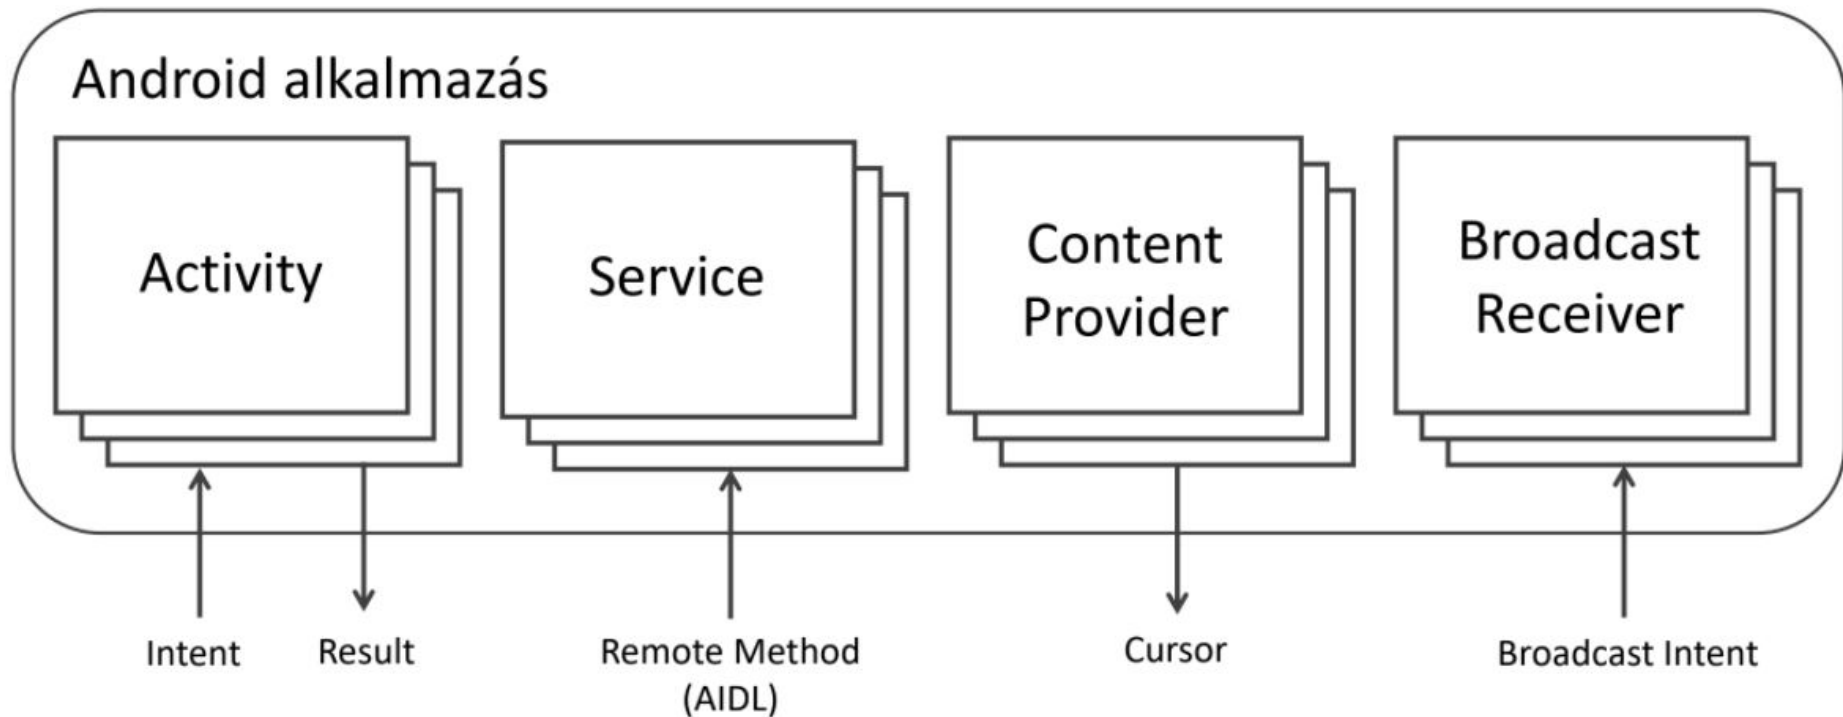 Android alkalmazás
Activity
Service
Content
Provider
Broadcast
Receiver
Intent
Result
Remote Method
(AIDL)
Cursor
Broadcast Intent